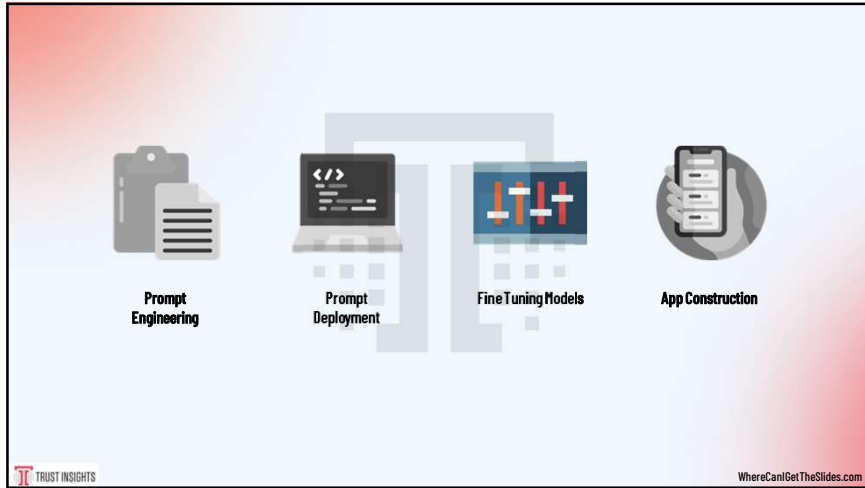 Prompt
Engineering
Prompt
Deployment
Fine Tuning Models
App Construction
TRUST INSIGHTS
WhereCanIGetTheSlides.com